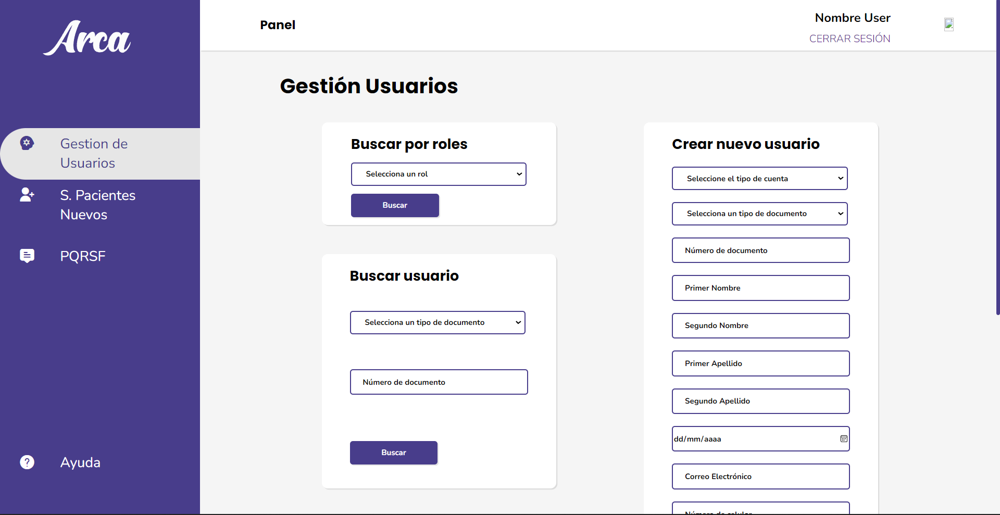 Arca
Gestion de
Usuarios
S. Pacientes
Nuevos
PQRSF
Ayuda
Panel
Nombre User
CERRAR SESIÓN
Gestión Usuarios
Buscar por roles
Selecciona un rol
Buscar
Buscar usuario
Selecciona un tipo de documento
Número de documento
Buscar
Crear nuevo usuario
Seleccione el tipo de cuenta
Selecciona un tipo de documento
Número de documento
Primer Nombre
Segundo Nombre
Primer Apellido
Segundo Apellido
dd/mm/aaaa
Correo Electrónico
Número de celular